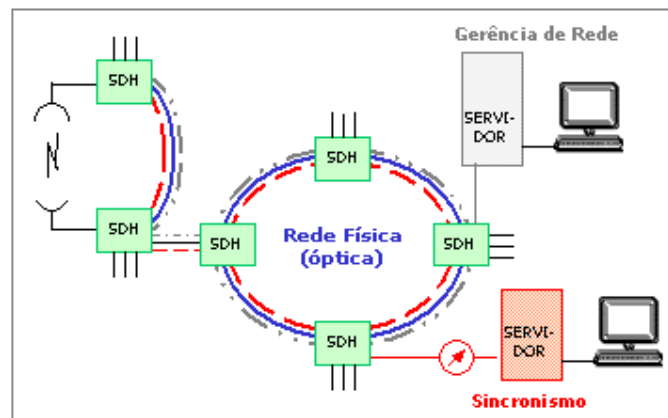 Gerência de Rede
SDH
SERVI-
DOR
SDH
SDH
SDH
Rede Física
(óptica)
SDH
SDH
SERVI-
DOR
Sincronismo